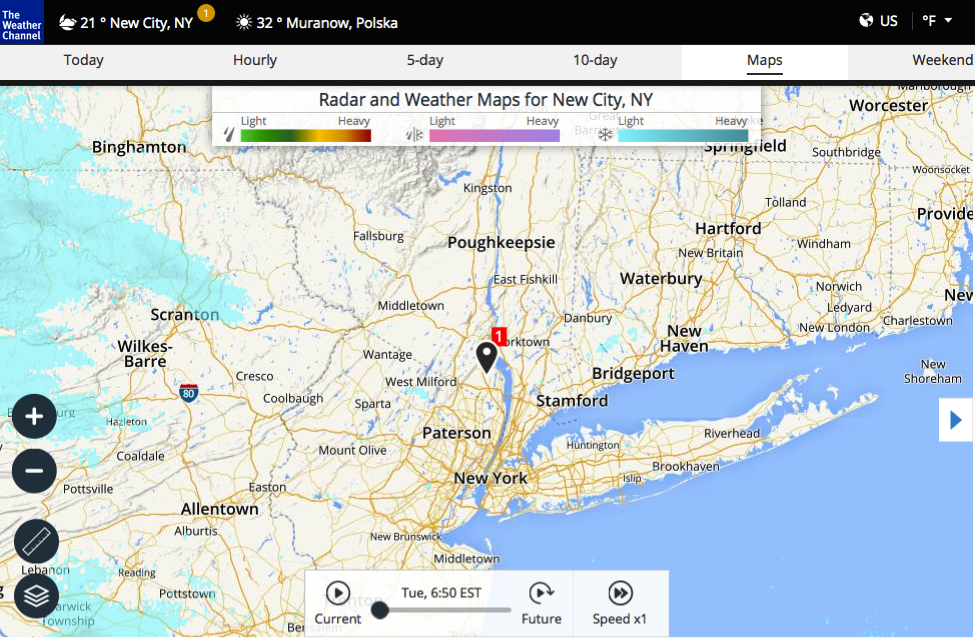 The
Weather
Channel
21 ° New City, NY
1
32 ° Muranow, Polska
US
°F
Today
Hourly
5-day
10-day
Maps
Weekend
Radar and Weather Maps for New City, NY
Light Heavy
Light Heavy
Light Heavy
Worcester
Binghamton
Springfield
Southbridge
Woonsocket
Kingston
Tolland
Provide
Fallsburg
Poughkeepsie
Hartford
New Britain
Windham
East Fishkill
Waterbury
Norwich
New
Middletown
Scranton
Danbury
Ledyard
Charlestown
New London
1
orktown
New
Haven
Wilkes-
Barre
Wantage
West Milford
Bridgeport
New
Shoreham
Cresco
80
Coolbaugh
Sparta
Stamford
Hazleton
Paterson
Riverhead
Huntington
Mount Olive
Coaldale
Brookhaven
New York
Islip
Pottsville
Easton
Allentown
Alburtis
New Brunswick
Middletown
Lebanon
Reading
Pottstown
arwick
Township
Current
Tue, 6:50 EST
Future
Speed x1